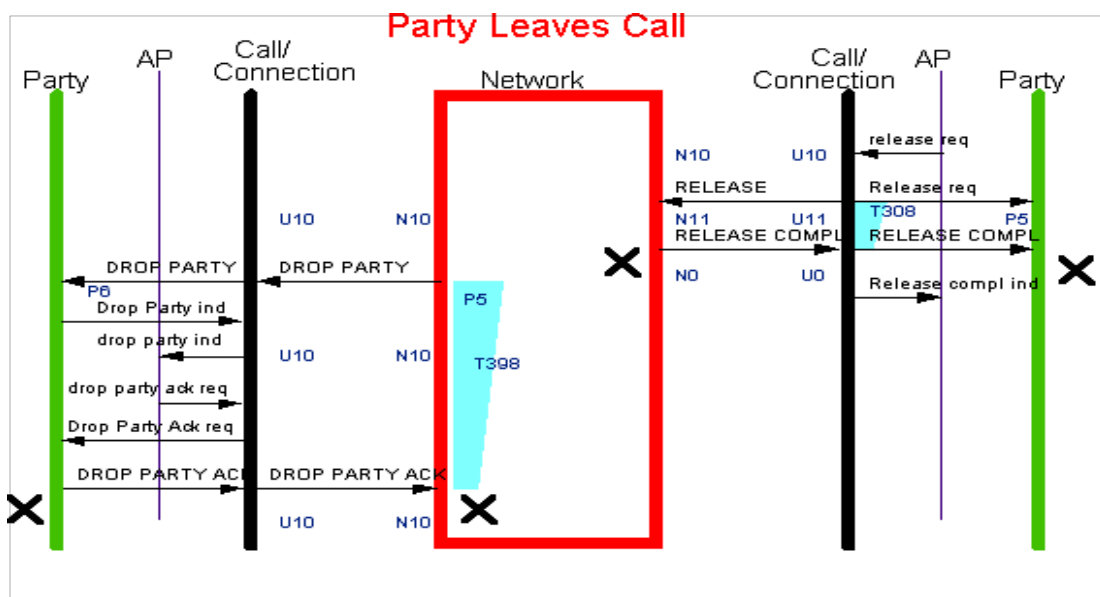 Party Leaves Call
Party
AP
Call/
Connection
Network
Call/
Connection
AP
Party
N10 U10 release req
RELEASE Release req
U10 N10
N11 U11 T308 P5
RELEASE COMPL RELEASE COMPL
DROP PARTY DROP PARTY
N0 U0 Release compl ind
P6
P5
Drop Party ind
drop party ind
U10 N10
T398
drop party ack req
Drop Party Ack req
DROP PARTY ACK DROP PARTY ACK
U10 N10